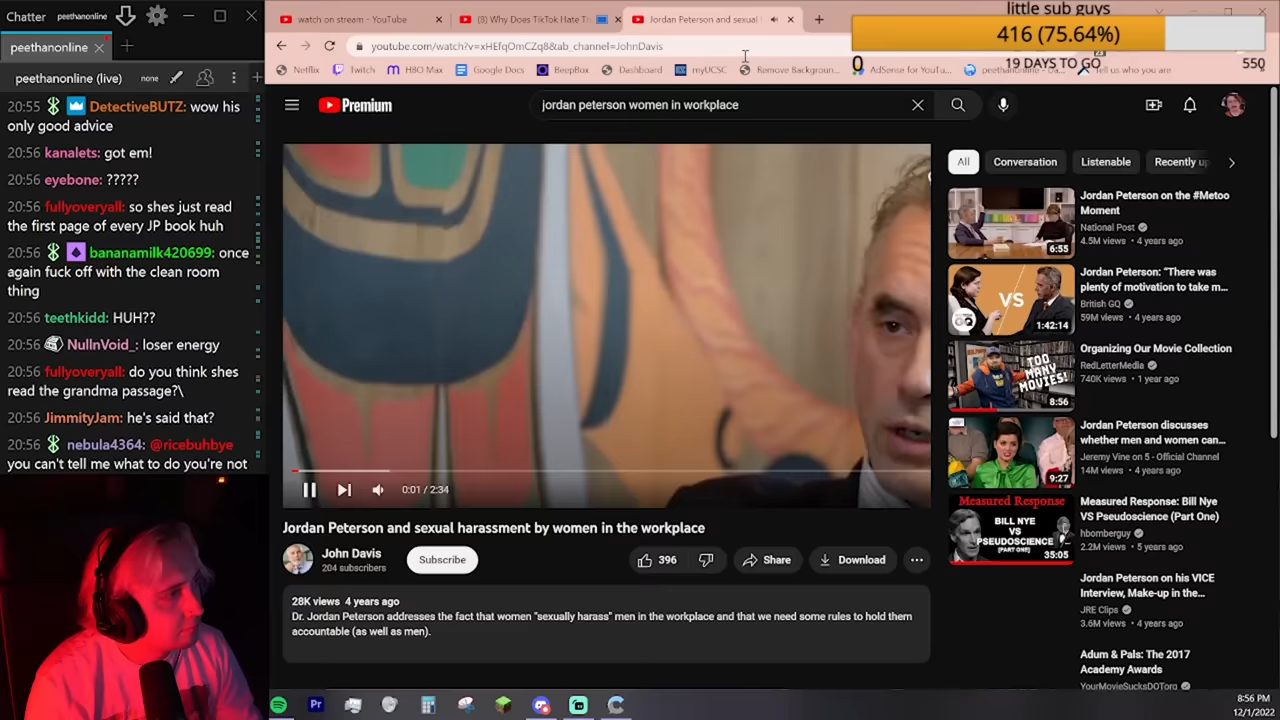 Chatter
peethanonline
peethanonline
peethanonline (live)
none
20:55 DetectiveBUTZ: wow his
only good advice
20:56 kanalets: got em!
20:56 eyebone: ?????
20:56 fullyoveryall: so shes just read
the first page of every JP book huh
20:56 bananamilk420699: once
again fuck off with the clean room
thing
20:56 teethkidd: HUH??
20:56 NullnVoid_: loser energy
20:56 fullyoveryall: do you think shes
read the grandma passage?\
20:56 JimmityJam: he's said that?
20:56 nebula4364: @ricebuhbye
you can't tell me what to do you're not
watch on stream - YouTube
(8) Why Does TikTok Hate T
Jordan Peterson and sexual
youtube.com/watch?v=xHEfqOmCZq8&ab_channel=JohnDavis
Netflix
Twitch
HBO Max
Google Docs
BeepBox
Dashboard
myUCSC
Remove Backgroun...
AdSense for YouTu...
peethanonline -
Tell us who you are
little sub guys
416 (75.64%)
0
19 DAYS TO GO
550
Premium
jordan peterson women in workplace
0:01 / 2:34
Jordan Peterson and sexual harassment by women in the workplace
John Davis
204 subscribers
Subscribe
396
Share
Download
28K views 4 years ago
Dr. Jordan Peterson addresses the fact that women "sexually harass" men in the workplace and that we need some rules to hold them
accountable (as well as men).
All
Conversation
Listenable
Recently up
6:55
Jordan Peterson on the #Metoo
Moment
National Post
4.5M views • 4 years ago
VS
GQ
1:42:14
Jordan Peterson: “There was
plenty of motivation to take m...
British GQ
59M views • 4 years ago
TOO
MANY
MOVIES!
8:56
Organizing Our Movie Collection
RedLetterMedia
740K views • 1 year ago
9:27
Jordan Peterson discusses
whether men and women can...
Jeremy Vine on 5 - Official Channel
14M views • 4 years ago
Measured Response
BILL NYE
VS
PSEUDOSCIENCE
(PART ONE)
35:05
Measured Response: Bill Nye
VS Pseudoscience (Part One)
hbomberguy
2.2M views • 5 years ago
Jordan Peterson on his VICE
Interview, Make-up in the...
JRE Clips
3.6M views • 4 years ago
Adum & Pals: The 2017
Academy Awards
YourMovieSucksDOTorg
Pr
8:56 PM
12/1/2022